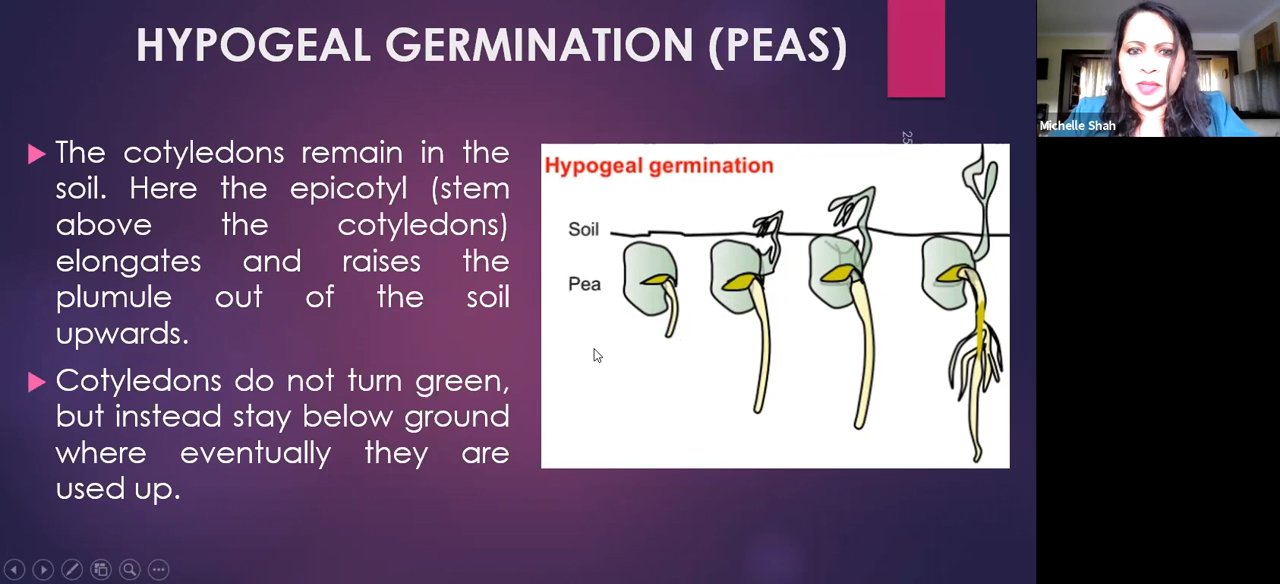 HYPOGEAL GERMINATION (PEAS)
The cotyledons remain in the
soil. Here the epicotyl (stem
above the cotyledons)
elongates and raises the
plumule out of the soil
upwards.
Cotyledons do not turn green,
but instead stay below ground
where eventually they are
used up.
25
Hypogeal germination
Soil
Pea
Michelle Shah